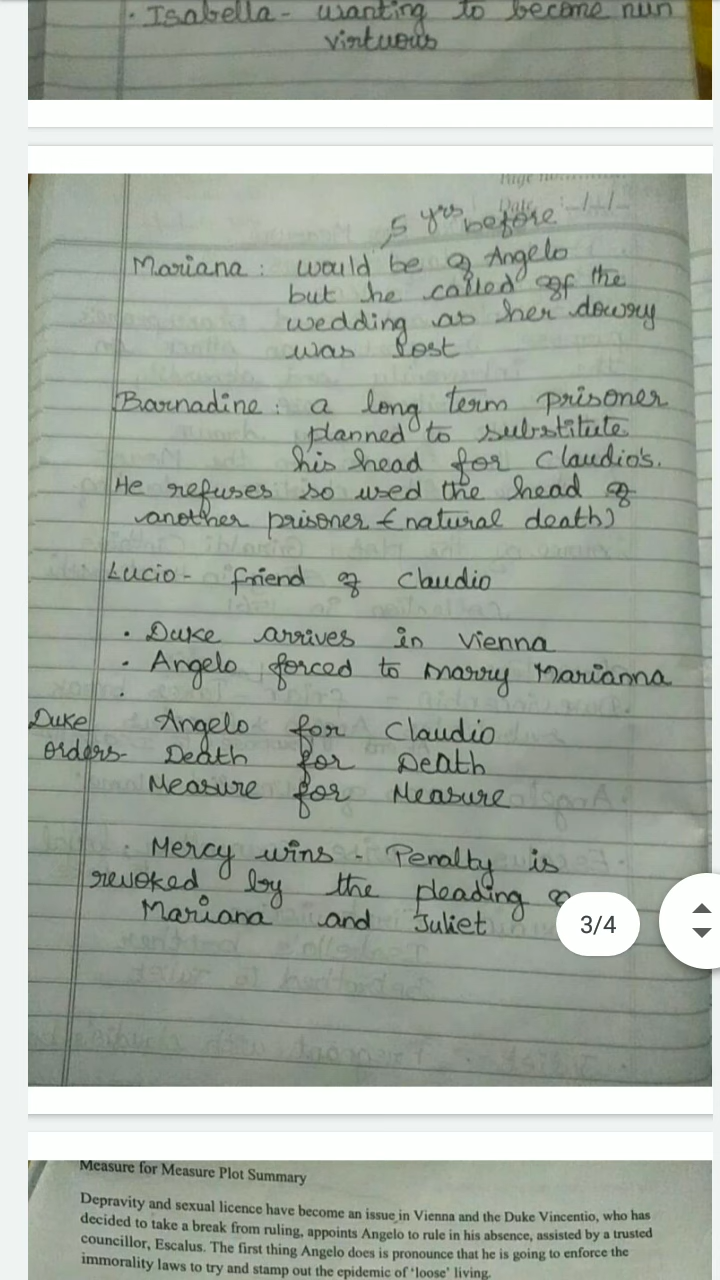 . Isabella - wanting to become nun
virtuous
5 yrs before
Mariana : would be of Angelo
but he called off the
wedding as her dowry
was lost
Barnadine : a long term prisoner
planned to substitute
his head for Claudio's.
He refuses so used the head of
another prisoner (natural death)
Lucio - friend of Claudio
. Duke arrives in Vienna
. Angelo forced to marry Marianna
.
Duke Angelo for Claudio
orders- Death for Death
Measure for Measure
. Mercy wins - Penalty is
revoked by the pleading of
Mariana and Juliet
3/4
Measure for Measure Plot Summary
Depravity and sexual licence have become an issue in Vienna and the Duke Vincentio, who has
decided to take a break from ruling, appoints Angelo to rule in his absence, assisted by a trusted
councillor, Escalus. The first thing Angelo does is pronounce that he is going to enforce the
immorality laws to try and stamp out the epidemic of 'loose' living.